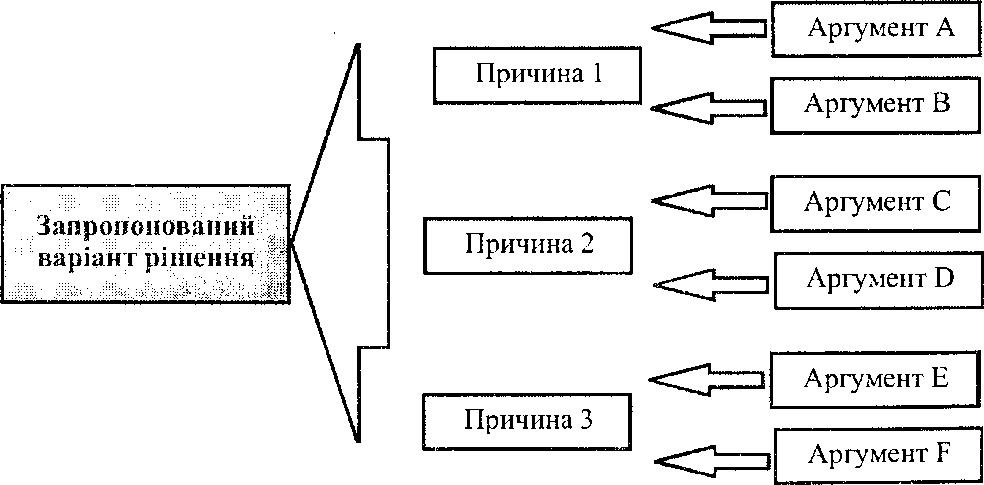 Аргумент A
Причина 1
Аргумент B
Запропонований
варіант рішення
Аргумент C
Причина 2
Аргумент D
Аргумент E
Причина 3
Аргумент F